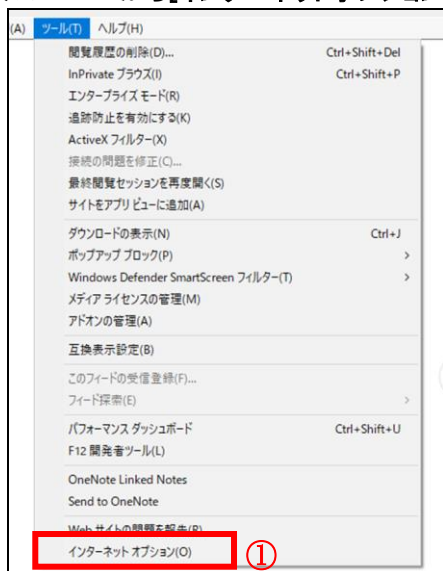 (A) ツール(T) ヘルプ(H)
閲覧履歴の削除(D)... Ctrl+Shift+Del
InPrivate ブラウズ(I) Ctrl+Shift+P
エンタープライズ モード(R)
追跡防止を有効にする(K)
ActiveX フィルター(X)
接続の問題を修正(C)...
最終閲覧セッションを再度開く(S)
サイトをアプリ ビューに追加(A)
ダウンロードの表示(N) Ctrl+J
ポップアップ ブロック(P) >
Windows Defender SmartScreen フィルター(T) >
メディア ライセンスの管理(M)
アドオンの管理(A)
互換表示設定(B)
このフィードの受信登録(F)...
フィード探索(E) >
パフォーマンス ダッシュボード Ctrl+Shift+U
F12 開発者ツール(L)
OneNote Linked Notes
Send to OneNote
Web サイトの問題を報告(R)
インターネット オプション(O) ①